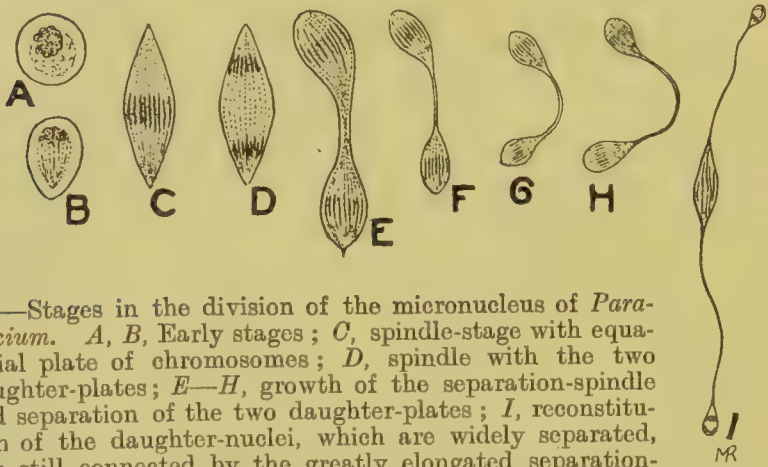 A
B
C
D
E
F
G
H
I
MR
—Stages in the division of the micronucleus of Para-
cium. A, B, Early stages; C, spindle-stage with equa-
ial plate of chromosomes; D, spindle with the two
ughter-plates; E—H, growth of the separation-spindle
d separation of the two daughter-plates; I, reconstitu-
n of the daughter-nuclei, which are widely separated,
still connected by the greatly elongated separation-